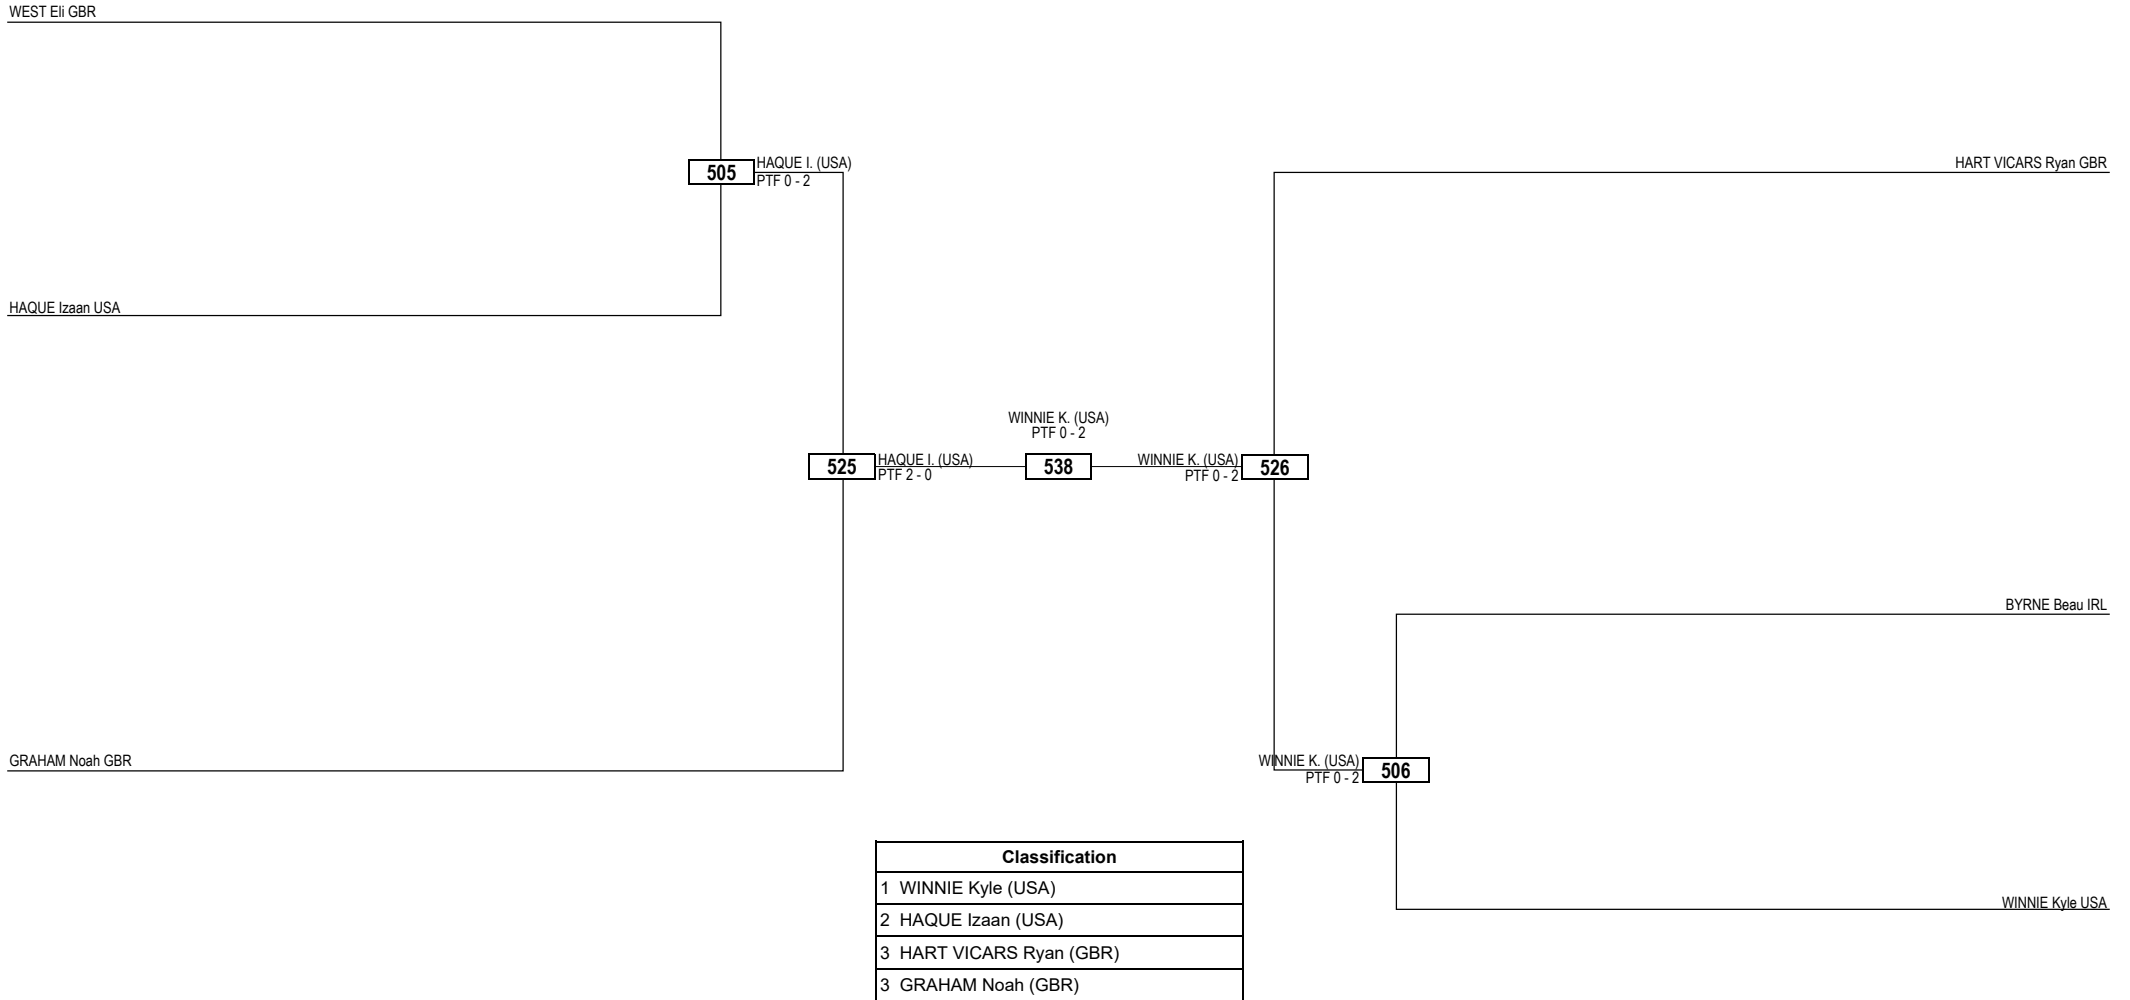 WEST Eli GBR
505
HAQUE I. (USA)
PTF 0 - 2
HART VICARS Ryan GBR
HAQUE Izaan USA
WINNIE K. (USA)
PTF 0 - 2
525
HAQUE I. (USA)
PTF 2 - 0
538
WINNIE K. (USA)
PTF 0 - 2
526
BYRNE Beau IRL
GRAHAM Noah GBR
WINNIE K. (USA)
PTF 0 - 2
506
WINNIE Kyle USA
Classification
1 WINNIE Kyle (USA)
2 HAQUE Izaan (USA)
3 HART VICARS Ryan (GBR)
3 GRAHAM Noah (GBR)